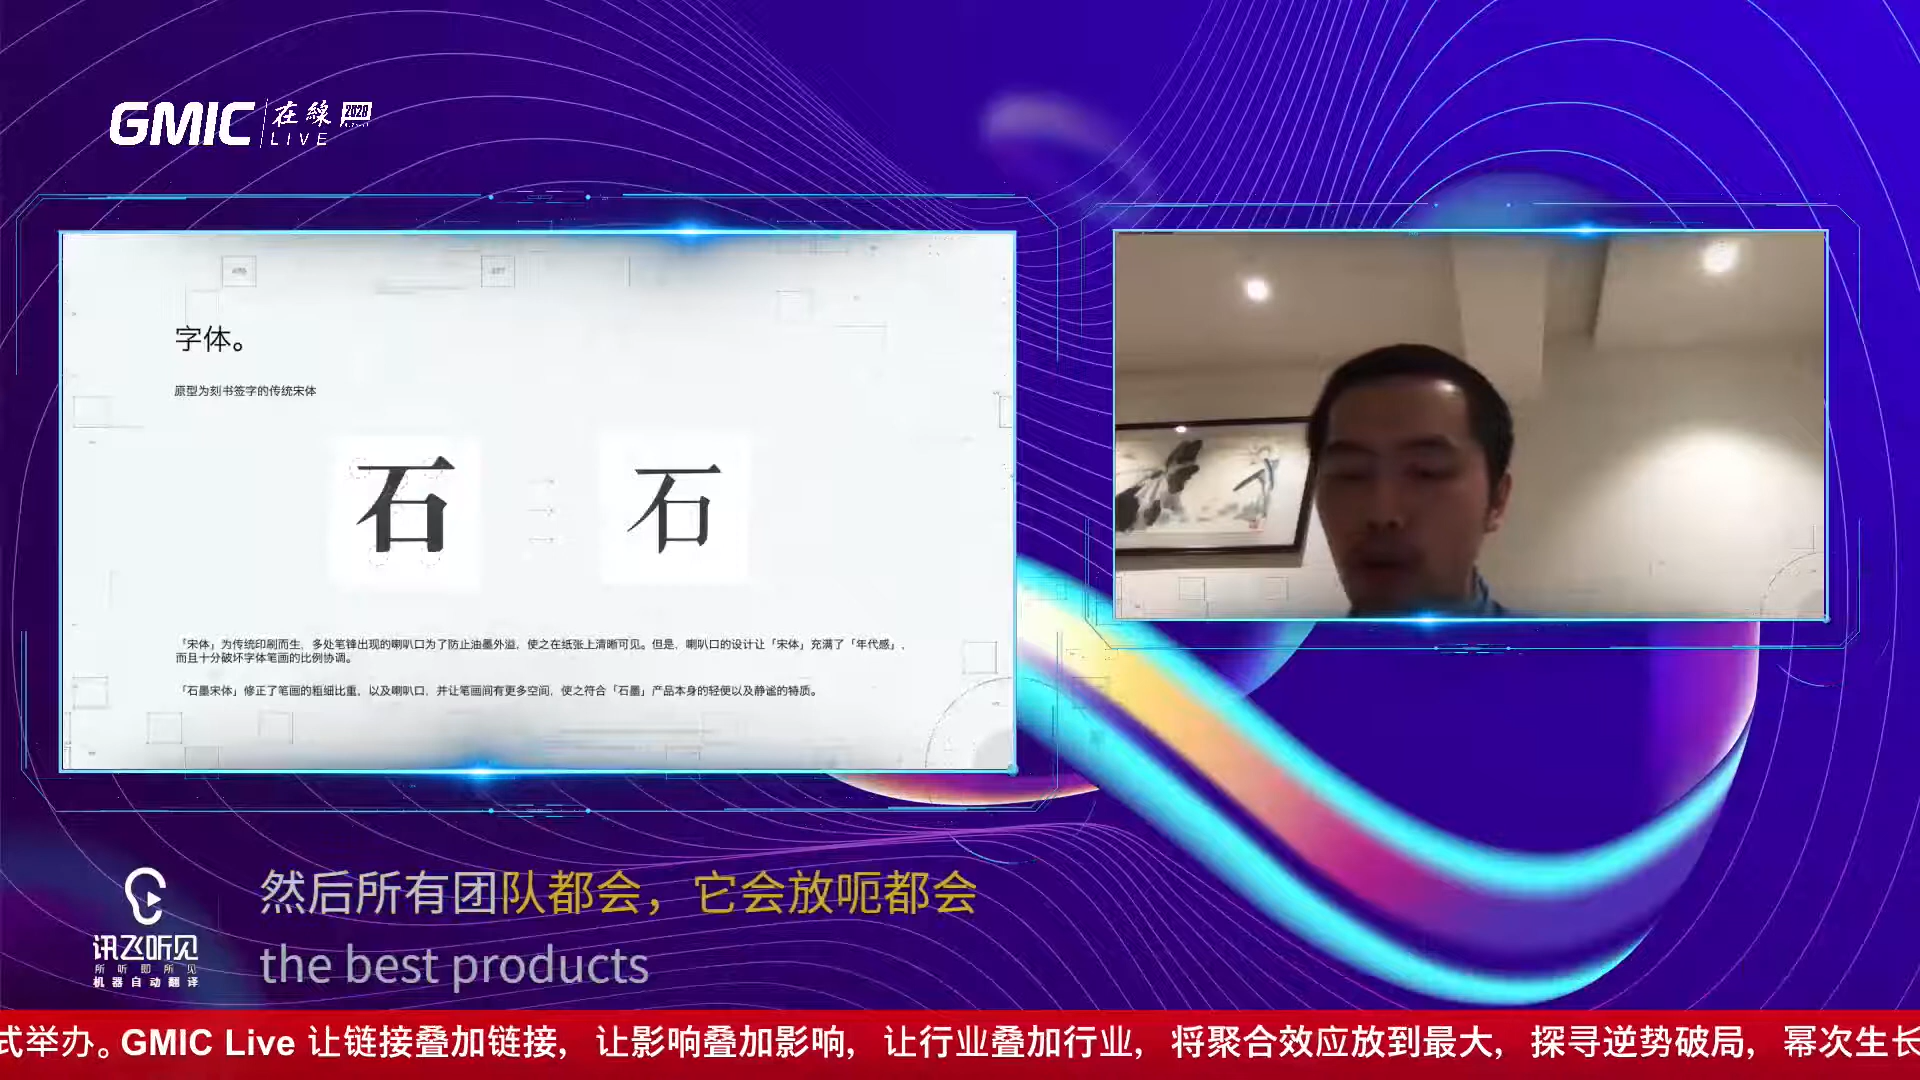 GMIC 在線 2020
LIVE
字体。
原型为刻书签字的传统宋体
石 石
「宋体」为传统印刷而生，多处笔锋出现的喇叭口为了防止油墨外溢，使之在纸张上清晰可见。但是，喇叭口的设计让「宋体」充满了「年代感」，
而且十分破坏字体笔画的比例协调。
「石墨宋体」修正了笔画的粗细比重，以及喇叭口，并让笔画间有更多空间，使之符合「石墨」产品本身的轻便以及静谧的特质。
然后所有团队都会，它会放呃都会
the best products
讯飞听见
所听即所见
机器自动翻译
式举办。GMIC Live 让链接叠加链接，让影响叠加影响，让行业叠加行业，将聚合效应放到最大，探寻逆势破局，幂次生长